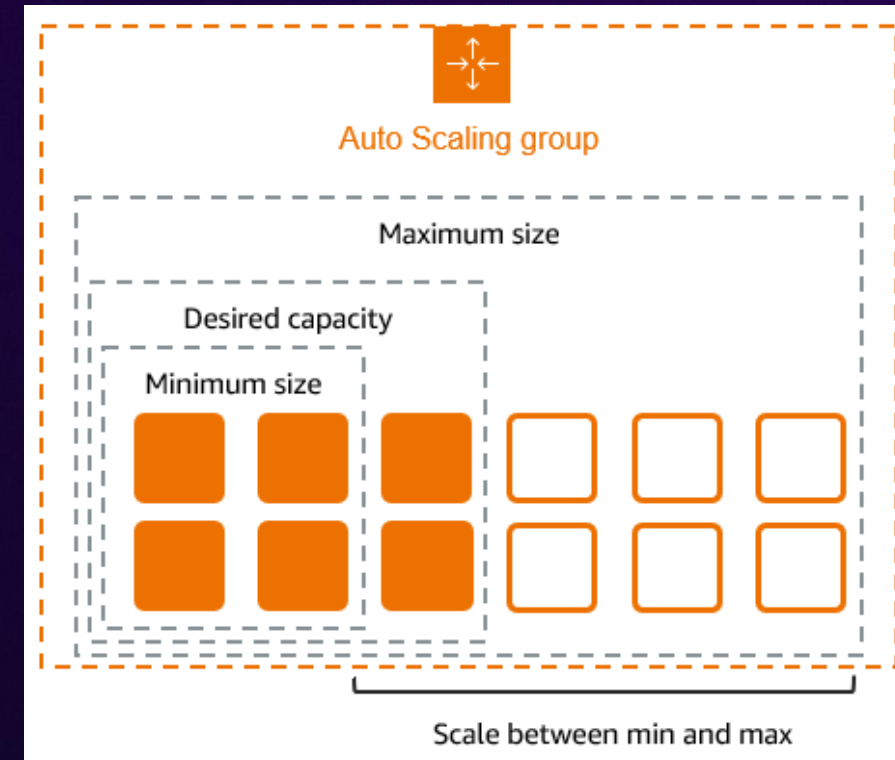 Auto Scaling group
Maximum size
Desired capacity
Minimum size
Scale between min and max